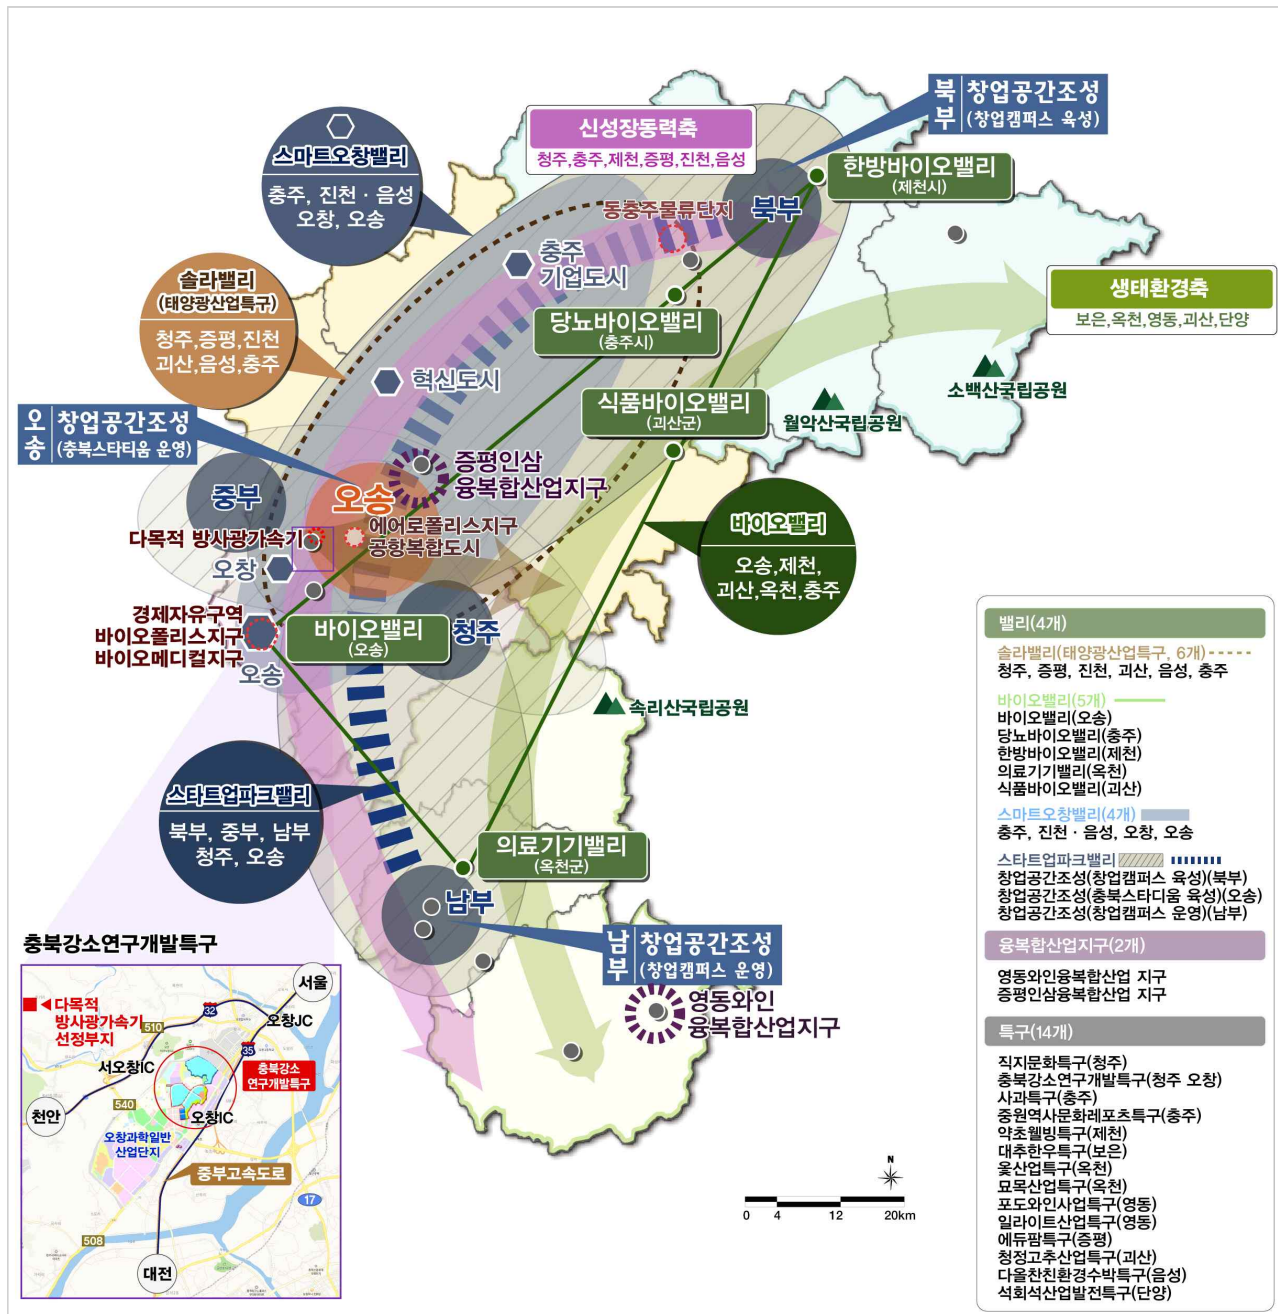 북부
창업공간조성
(창업캠퍼스 육성)
신성장동력축
청주,충주,제천,증평,진천,음성
스마트오창밸리
충주, 진천 · 음성
오창, 오송
한방바이오밸리
(제천시)
동충주물류단지
북부
충주
기업도시
솔라밸리
(태양광산업특구)
청주,증평,진천
괴산,음성,충주
생태환경축
보은,옥천,영동,괴산,단양
당뇨바이오밸리
(충주시)
혁신도시
식품바이오밸리
(괴산군)
소백산국립공원
월악산국립공원
오송
창업공간조성
(충북스타티움 운영)
증평인삼
융복합산업지구
중부
오송
다목적 방사광가속기
에어로폴리스지구
공항복합도시
오창
바이오밸리
오송,제천,
괴산,옥천,충주
경제자유구역
바이오폴리스지구
바이오메디컬지구
오송
바이오밸리
(오송)
청주
속리산국립공원
스타트업파크밸리
북부, 중부, 남부
청주, 오송
의료기기밸리
(옥천군)
남부
남부
창업공간조성
(창업캠퍼스 운영)
영동와인
융복합산업지구
충북강소연구개발특구
다목적
방사광가속기
선정부지
서울
32
510
오창JC
35
서오창IC
충북강소
연구개발특구
천안
540
오창IC
오창과학일반
산업단지
중부고속도로
17
508
대전
N
0 4 12 20km
밸리(4개)
솔라밸리(태양광산업특구, 6개)
청주, 증평, 진천, 괴산, 음성, 충주
바이오밸리(5개)
바이오밸리(오송)
당뇨바이오밸리(충주)
한방바이오밸리(제천)
의료기기밸리(옥천)
식품바이오밸리(괴산)
스마트오창밸리(4개)
충주, 진천 · 음성, 오창, 오송
스타트업파크밸리
창업공간조성(창업캠퍼스 육성)(북부)
창업공간조성(충북스타디움 육성)(오송)
창업공간조성(창업캠퍼스 운영)(남부)
융복합산업지구(2개)
영동와인융복합산업 지구
증평인삼융복합산업 지구
특구(14개)
직지문화특구(청주)
충북강소연구개발특구(청주 오창)
사과특구(충주)
중원역사문화레포츠특구(충주)
약초웰빙특구(제천)
대추한우특구(보은)
옻산업특구(옥천)
묘목산업특구(옥천)
포도와인사업특구(영동)
일라이트산업특구(영동)
에듀팜특구(증평)
청정고추산업특구(괴산)
다올찬친환경수박특구(음성)
석회석산업발전특구(단양)